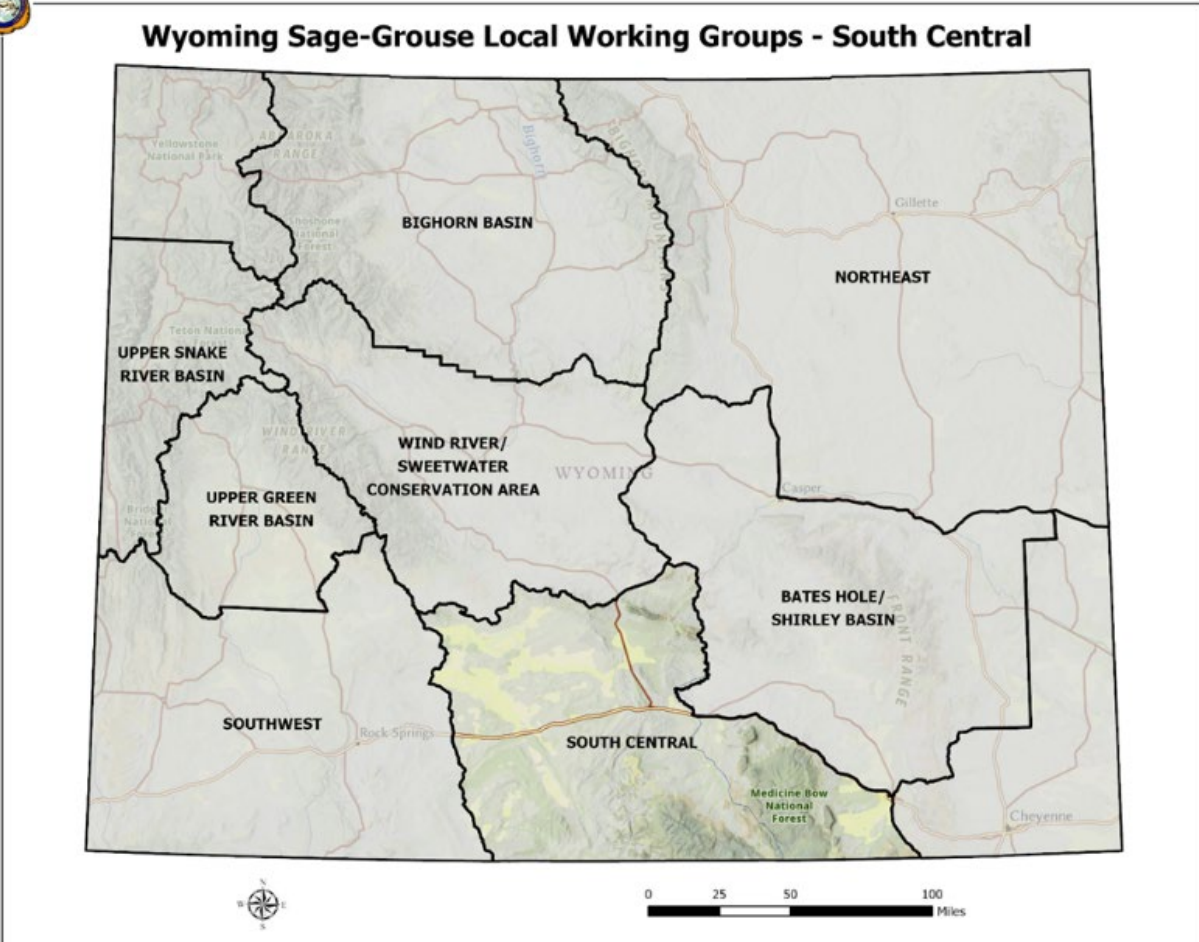 Wyoming Sage-Grouse Local Working Groups - South Central
Yellowstone
National Park
ABSAROKA
RANGE
Bighorn
BIGHORN BASIN
Shoshone
National
Forest
Gillette
NORTHEAST
Teton National
UPPER SNAKE
RIVER BASIN
WIND RIVER
RANGE
WIND RIVER/
SWEETWATER
CONSERVATION AREA
WYOMING
UPPER GREEN
RIVER BASIN
Casper
BATES HOLE/
SHIRLEY BASIN
FRONT RANGE
SOUTHWEST
Rock Springs
SOUTH CENTRAL
Medicine Bow
National
Forest
Cheyenne
N
W E
S
0 25 50 100
Miles